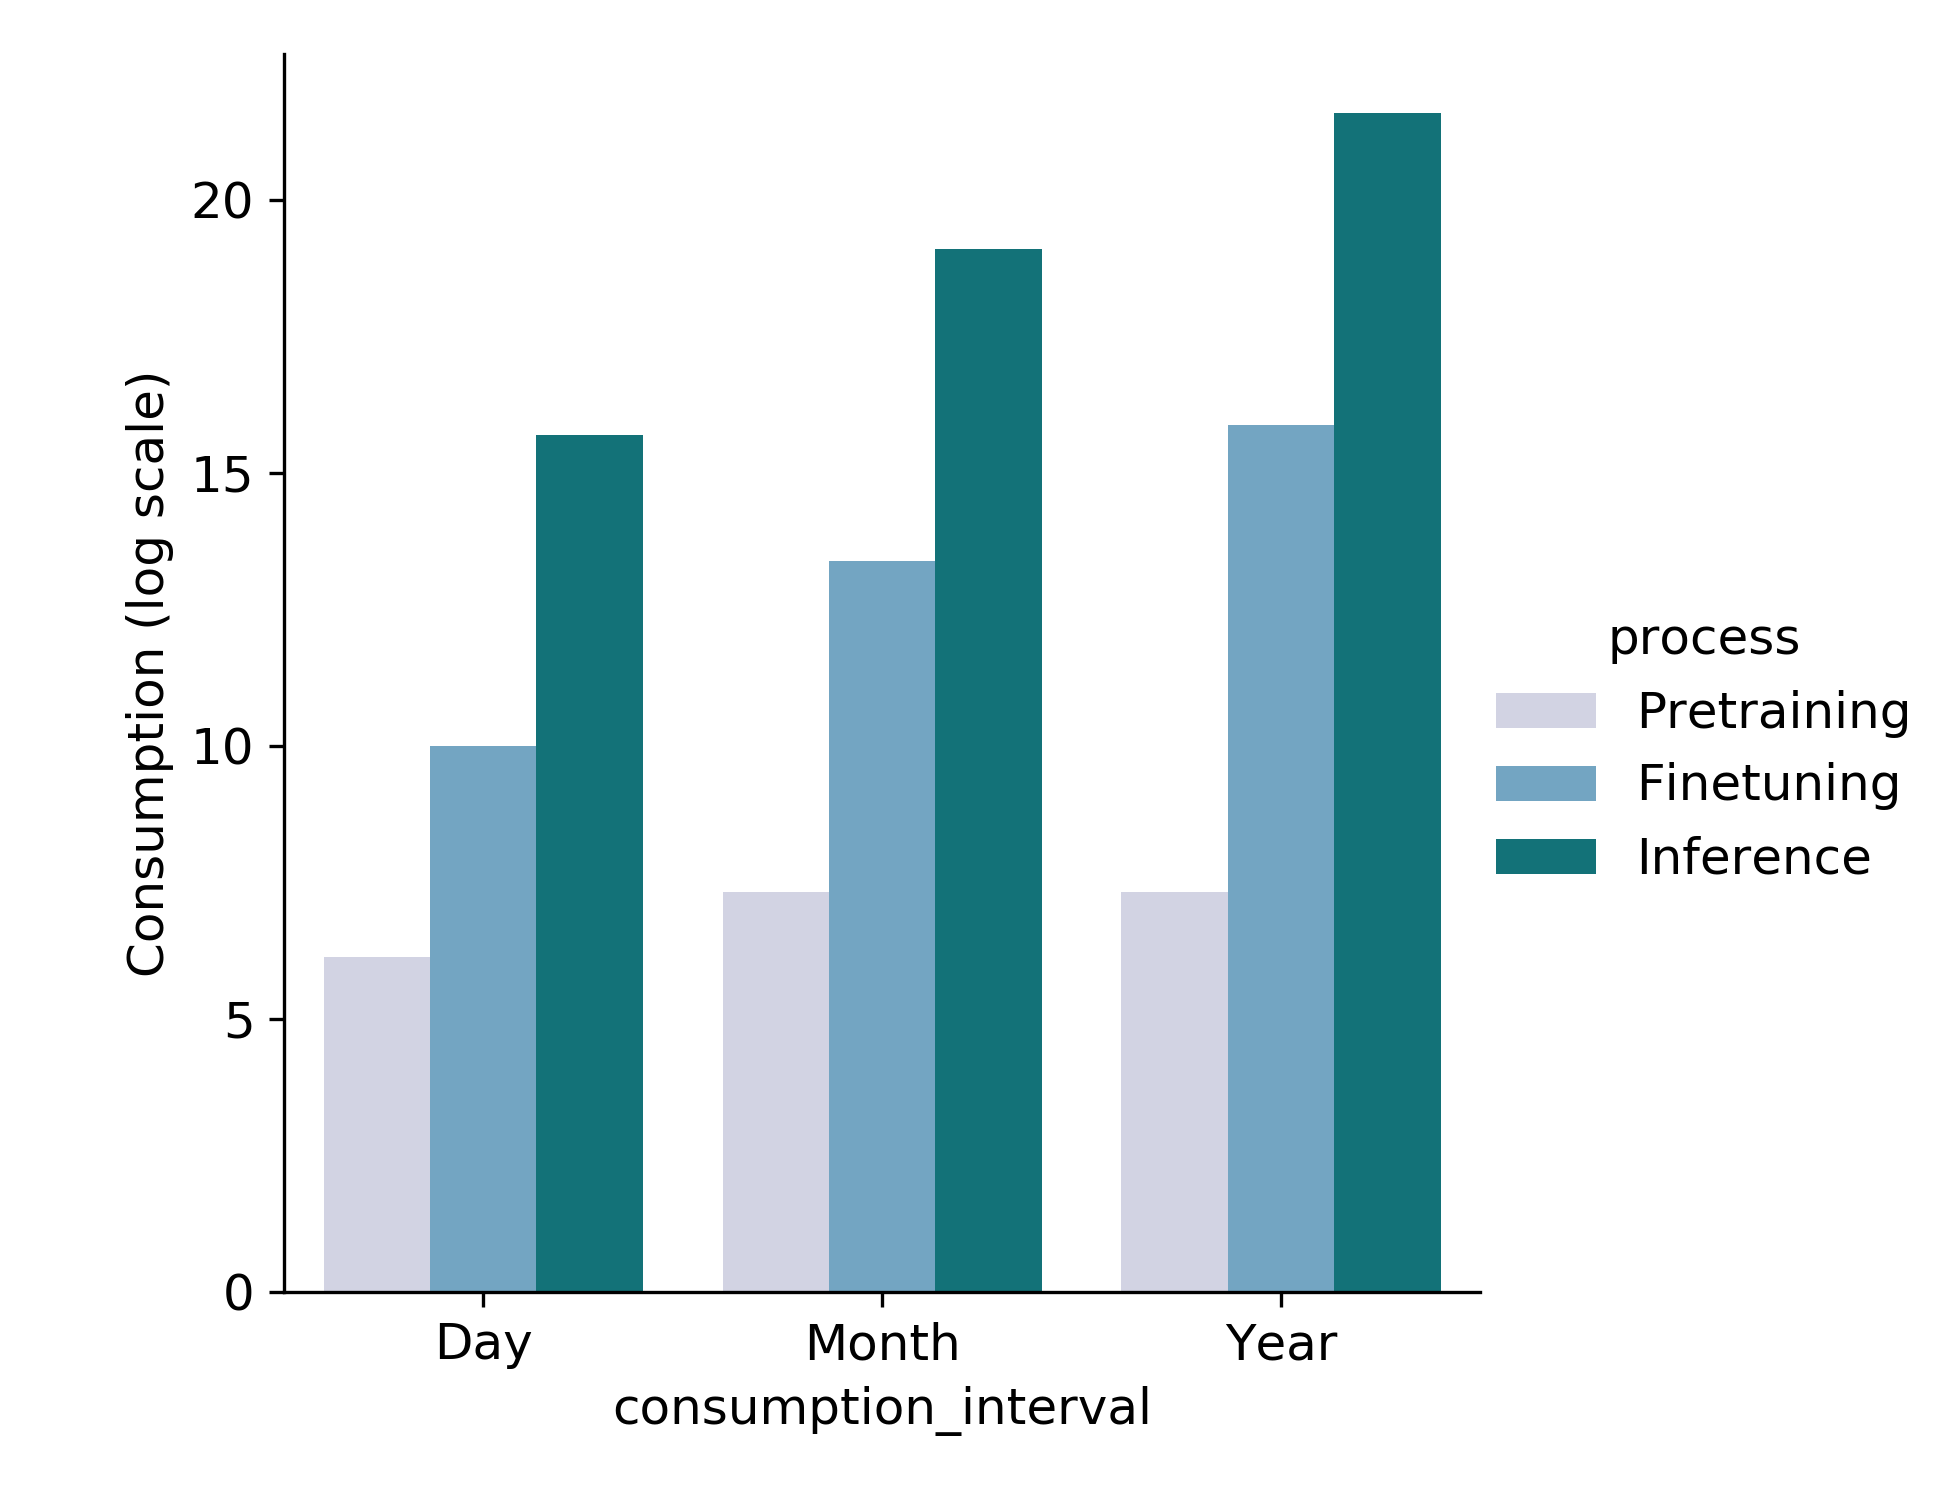 Consumption (log scale)
20
15
10
5
0
Day Month Year
consumption_interval
process
Pretraining
Finetuning
Inference